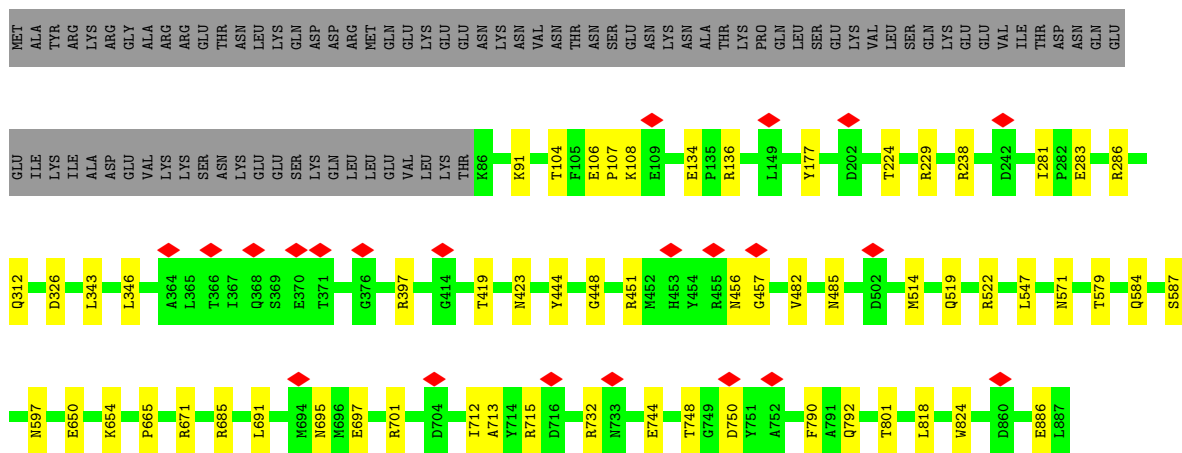 MET ALA TYR ARG LYS ARG GLY ALA ARG ARG GLU THR ASN LEU LYS GLN ASP ASP ARG MET GLN GLU LYS GLU GLU ASN LYS ASN VAL ASN THR ASN SER GLU ASN LYS ASN ALA THR LYS PRO GLN LEU SER GLU LYS VAL LEU SER GLN LYS GLU GLU VAL ILE THR ASP ASN GLN GLU
GLU ILE LYS ILE ALA ASP GLU VAL LYS LYS SER ASN LYS GLU GLU SER LYS GLN LEU LEU GLU VAL LEU LYS THR K86 K91 T104 F105 E106 P107 K108 E109 E134 P135 R136 L149 Y177 D202 T224 R229 R238 D242 I281 P282 E283 R286
Q312 D326 L343 L346 A364 L365 T366 I367 Q368 S369 E370 T371 G376 R397 G414 T419 N423 Y444 G448 R451 M452 H453 Y454 R455 N456 G457 V482 N485 D502 M514 Q519 R522 L547 N571 T579 Q584 S587
N597 E650 K654 P665 R671 R685 L691 M694 N695 M696 E697 R701 D704 I712 A713 Y714 R715 D716 R732 N733 E744 T748 G749 D750 Y751 A752 F790 A791 Q792 T801 L818 W824 D860 E886 L887